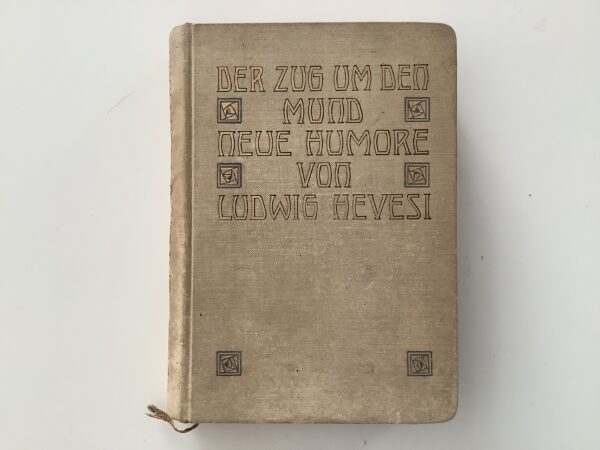 DER ZUG UM DEN
MUND
NEUE HUMORE
VON
LUDWIG HEVESI